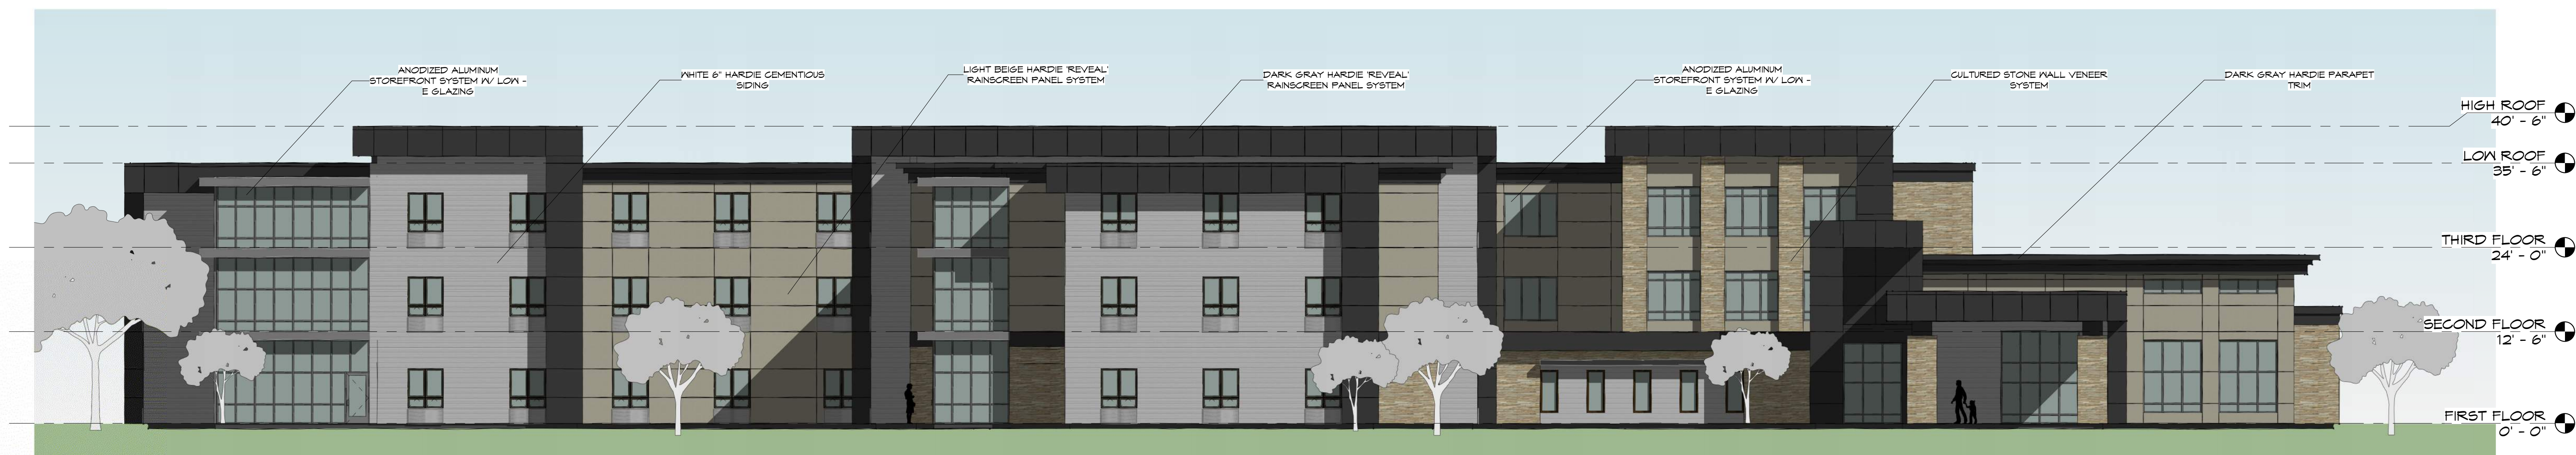 ANODIZED ALUMINUM
STOREFRONT SYSTEM W/ LOW -
E GLAZING
WHITE 6" HARDIE CEMENTIOUS
SIDING
LIGHT BEIGE HARDIE 'REVEAL'
RAINSCREEN PANEL SYSTEM
DARK GRAY HARDIE 'REVEAL'
RAINSCREEN PANEL SYSTEM
ANODIZED ALUMINUM
STOREFRONT SYSTEM W/ LOW -
E GLAZING
CULTURED STONE WALL VENEER
SYSTEM
DARK GRAY HARDIE PARAPET
TRIM
HIGH ROOF
40' - 6"
LOW ROOF
35' - 6"
THIRD FLOOR
24' - 0"
SECOND FLOOR
12' - 6"
FIRST FLOOR
0' - 0"